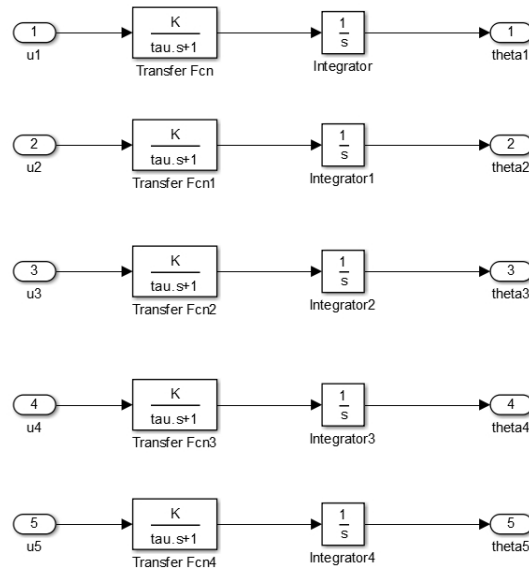 1
u1
K
tau.s+1
Transfer Fcn
1
s
Integrator
1
theta1
2
u2
K
tau.s+1
Transfer Fcn1
1
s
Integrator1
2
theta2
3
u3
K
tau.s+1
Transfer Fcn2
1
s
Integrator2
3
theta3
4
u4
K
tau.s+1
Transfer Fcn3
1
s
Integrator3
4
theta4
5
u5
K
tau.s+1
Transfer Fcn4
1
s
Integrator4
5
theta5